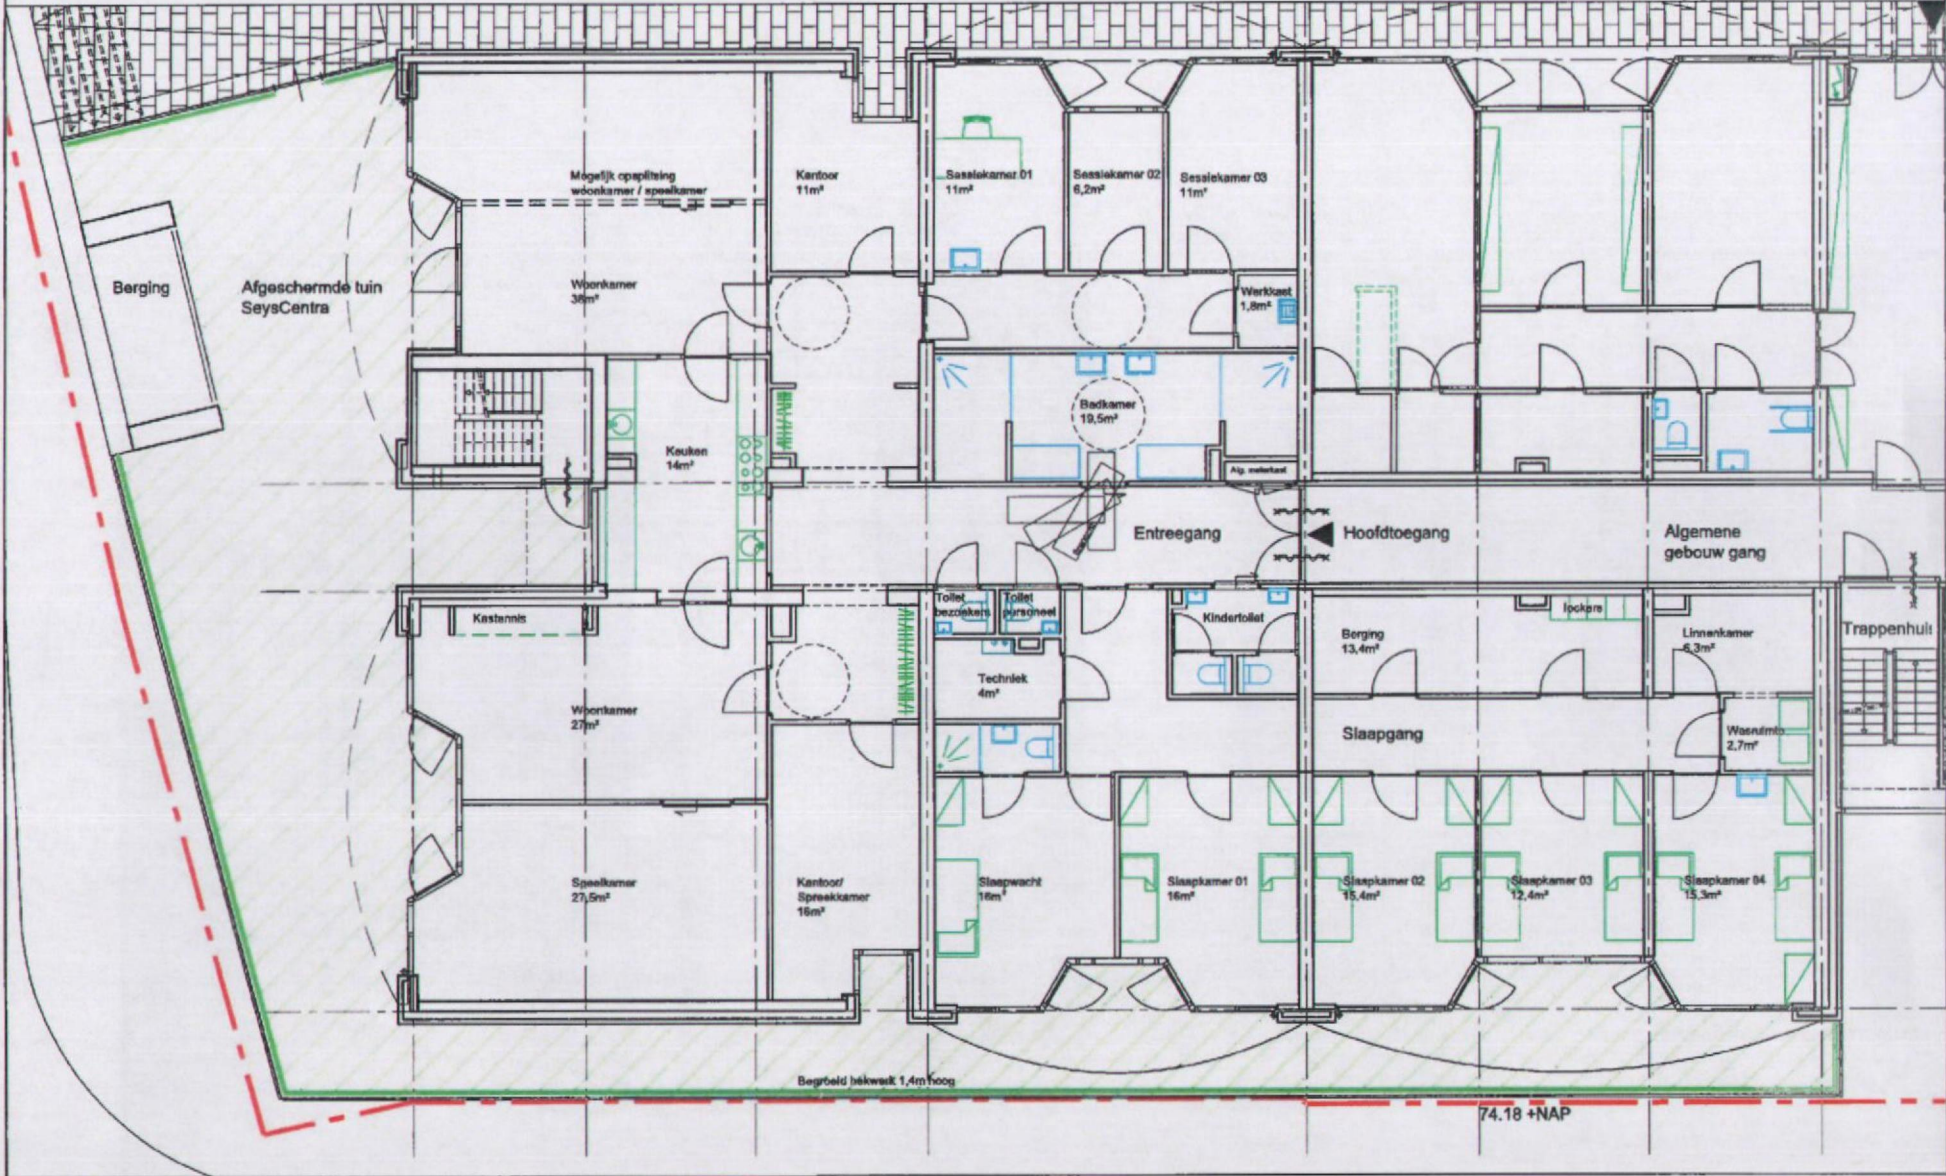 Mogelijk opsplitsing
woonkamer / speelkamer
Kantoor
11m²
Sessiekamer 01
11m²
Sessiekamer 02
6,2m²
Sessiekamer 03
11m²
Berging
Afgeschermde tuin
SeysCentra
Woonkamer
38m²
Werkkast
1,8m²
Badkamer
19,5m²
Keuken
14m²
Alg. meterkast
Entreegang
Hoofdtoegang
Algemene
gebouw gang
Kastennis
Toilet
bezoekers
Toilet
personeel
Kindertoilet
Berging
13,4m²
lockers
Linnenkamer
6,3m²
Trappenhuis
Techniek
4m²
Woonkamer
27m²
Slaapgang
Wasruimte
2,7m²
Speelkamer
27,5m²
Kantoor/
Spreekkamer
16m²
Slaapwacht
16m²
Slaapkamer 01
16m²
Slaapkamer 02
15,4m²
Slaapkamer 03
12,4m²
Slaapkamer 04
15,3m²
Begroeid hekwerk 1,4m hoog
74.18 +NAP